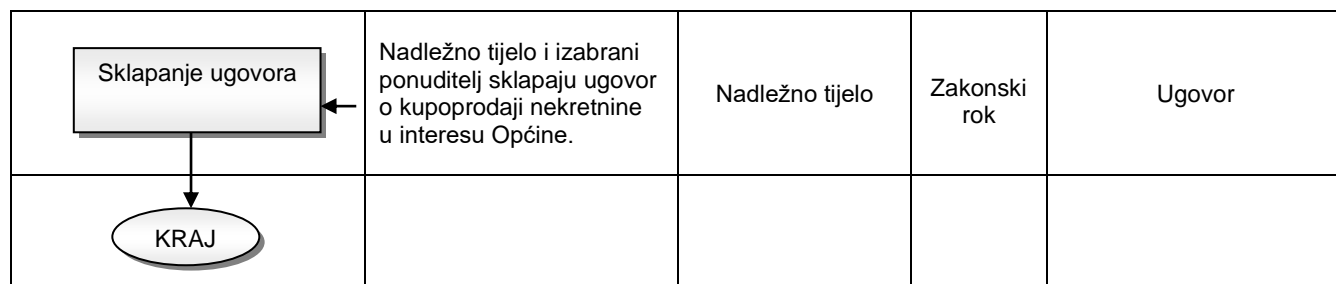 Sklapanje ugovora
Nadležno tijelo i izabrani
ponuditelj sklapaju ugovor
o kupoprodaji nekretnine
u interesu Općine.
Nadležno tijelo
Zakonski
rok
Ugovor
KRAJ